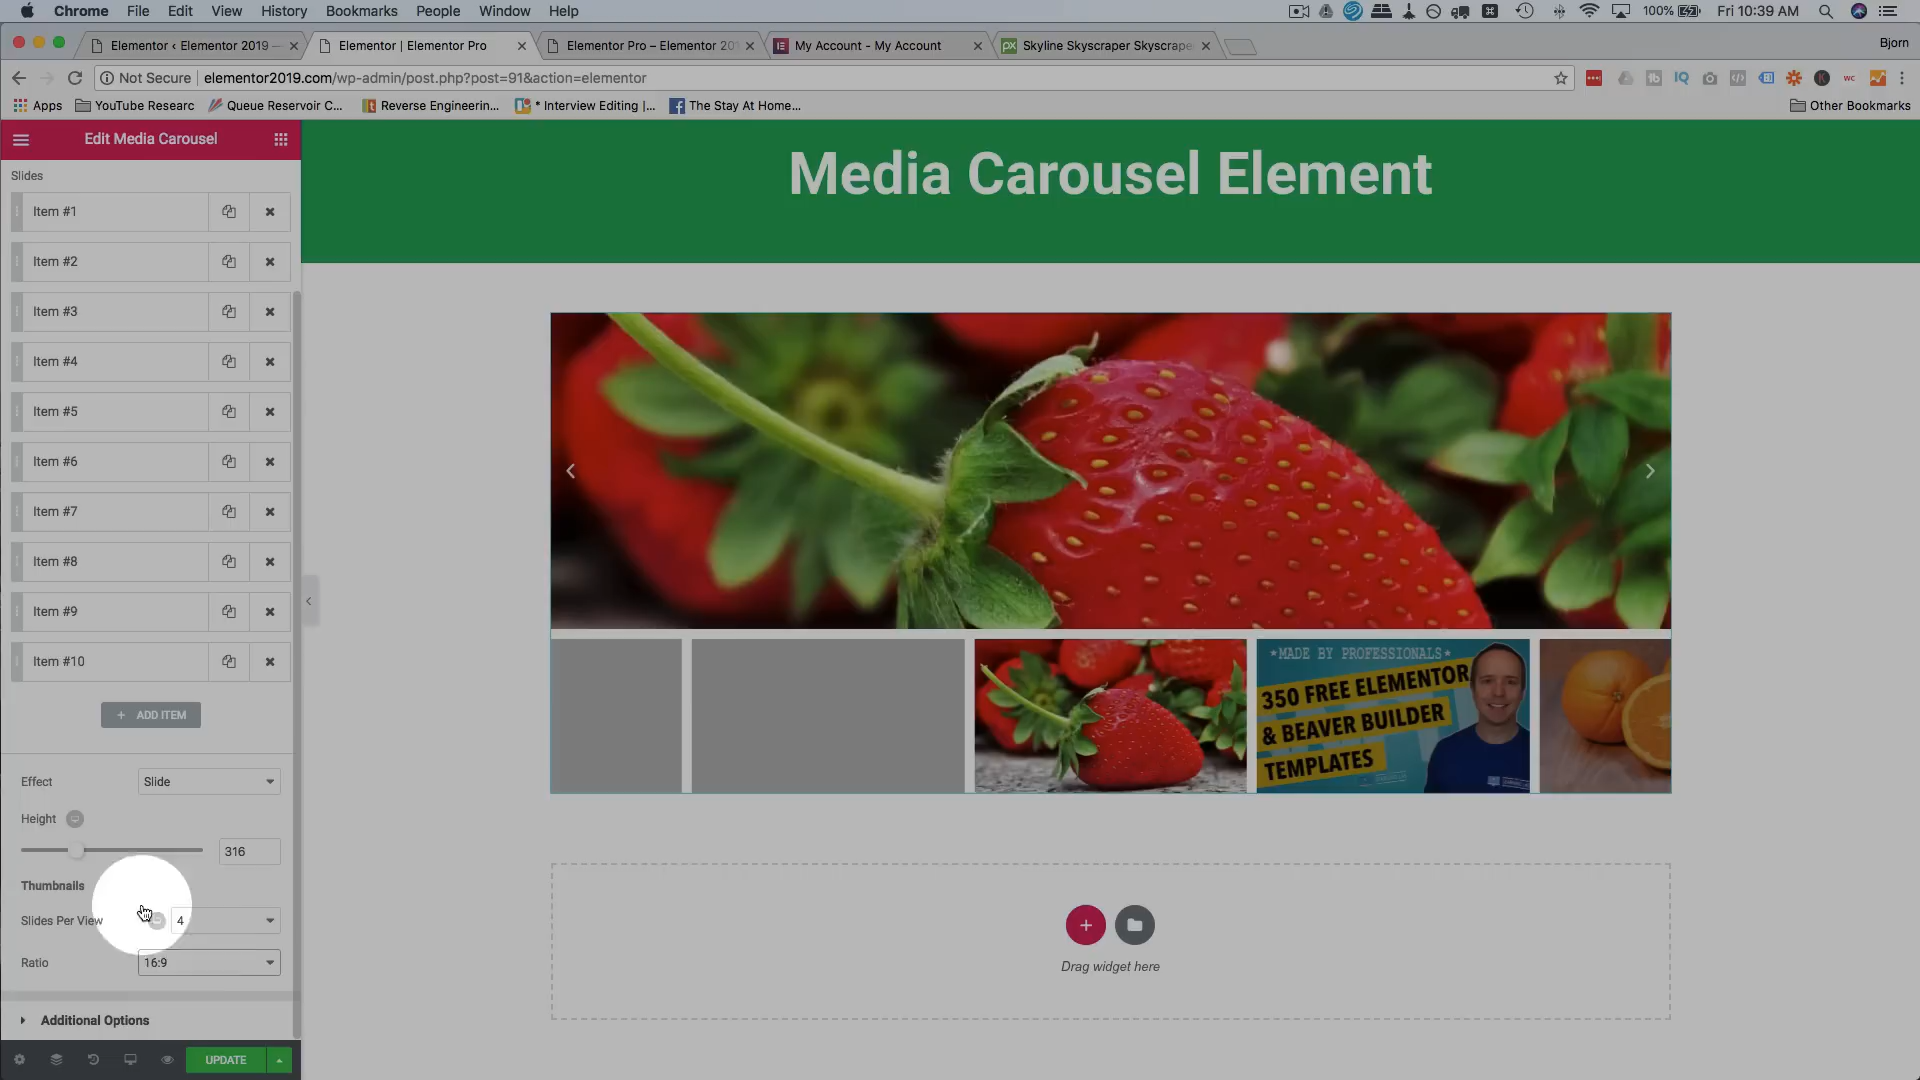 Chrome File Edit View History Bookmarks People Window Help
100% Fri 10:39 AM
Elementor ‹ Elementor 2019 —
Elementor | Elementor Pro
Elementor Pro – Elementor 20
My Account - My Account
Skyline Skyscraper Skyscrape
Bjorn
Not Secure
elementor2019.com/wp-admin/post.php?post=91&action=elementor
Apps
YouTube Researc
Queue Reservoir C...
Reverse Engineerin...
* Interview Editing |...
The Stay At Home...
Other Bookmarks
Edit Media Carousel
Slides
Item #1
Item #2
Item #3
Item #4
Item #5
Item #6
Item #7
Item #8
Item #9
Item #10
+ ADD ITEM
Effect
Slide
Height
316
Thumbnails
Slides Per View
4
Ratio
16:9
Additional Options
UPDATE
Media Carousel Element
*MADE BY PROFESSIONALS*
350 FREE ELEMENTOR
& BEAVER BUILDER
TEMPLATES
Drag widget here